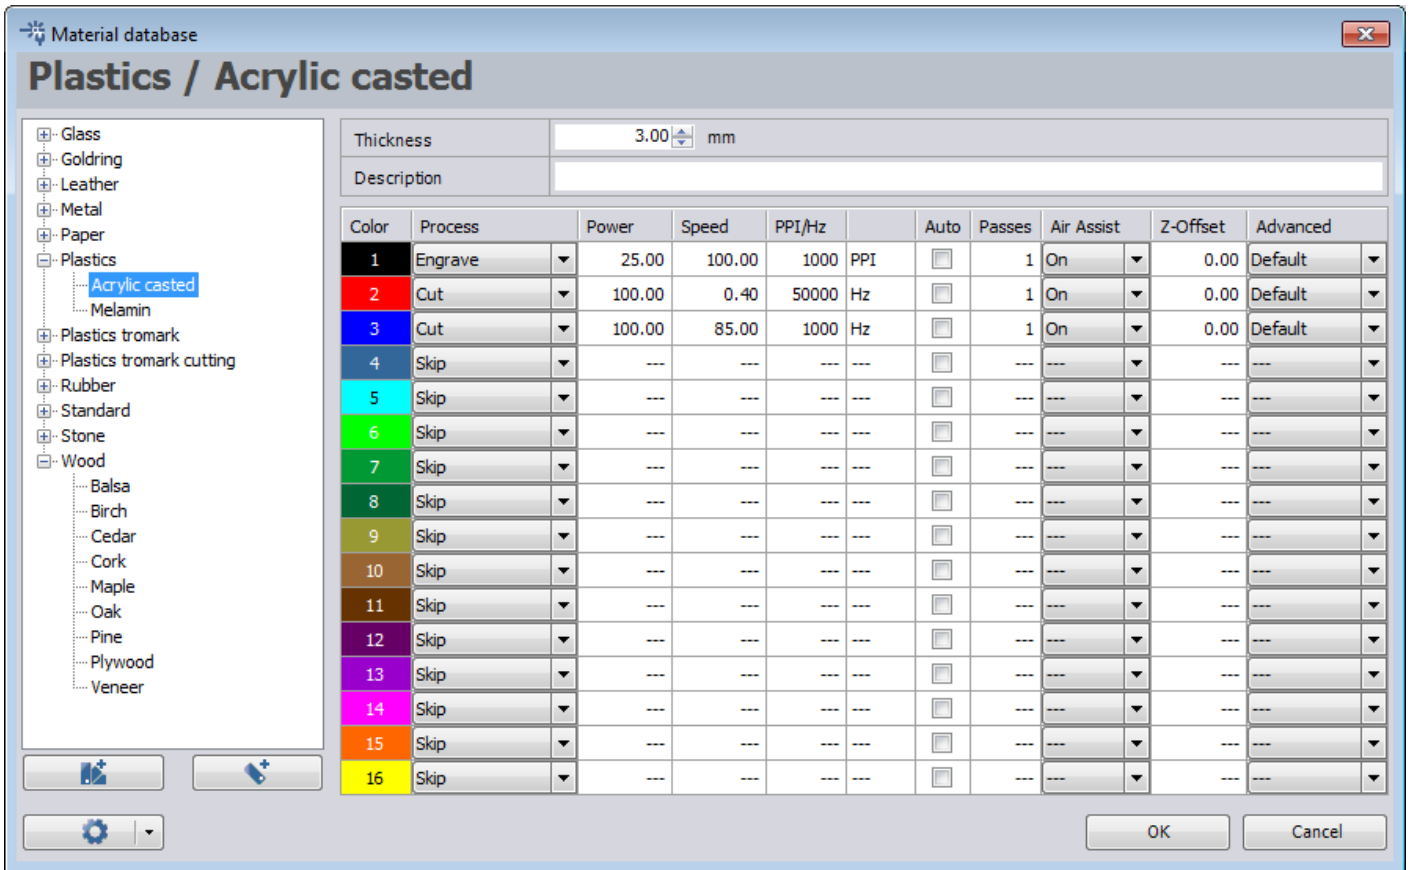 Material database
Plastics / Acrylic casted
Glass
Goldring
Leather
Metal
Paper
Plastics
Acrylic casted
Melamin
Plastics tromark
Plastics tromark cutting
Rubber
Standard
Stone
Wood
Balsa
Birch
Cedar
Cork
Maple
Oak
Pine
Plywood
Veneer
Thickness 3.00 mm
Description
Color Process Power Speed PPI/Hz Auto Passes Air Assist Z-Offset Advanced
1 Engrave 25.00 100.00 1000 PPI 1 On 0.00 Default
2 Cut 100.00 0.40 50000 Hz 1 On 0.00 Default
3 Cut 100.00 85.00 1000 Hz 1 On 0.00 Default
4 Skip --- --- --- --- --- --- --- ---
5 Skip --- --- --- --- --- --- --- ---
6 Skip --- --- --- --- --- --- --- ---
7 Skip --- --- --- --- --- --- --- ---
8 Skip --- --- --- --- --- --- --- ---
9 Skip --- --- --- --- --- --- --- ---
10 Skip --- --- --- --- --- --- --- ---
11 Skip --- --- --- --- --- --- --- ---
12 Skip --- --- --- --- --- --- --- ---
13 Skip --- --- --- --- --- --- --- ---
14 Skip --- --- --- --- --- --- --- ---
15 Skip --- --- --- --- --- --- --- ---
16 Skip --- --- --- --- --- --- --- ---
OK Cancel